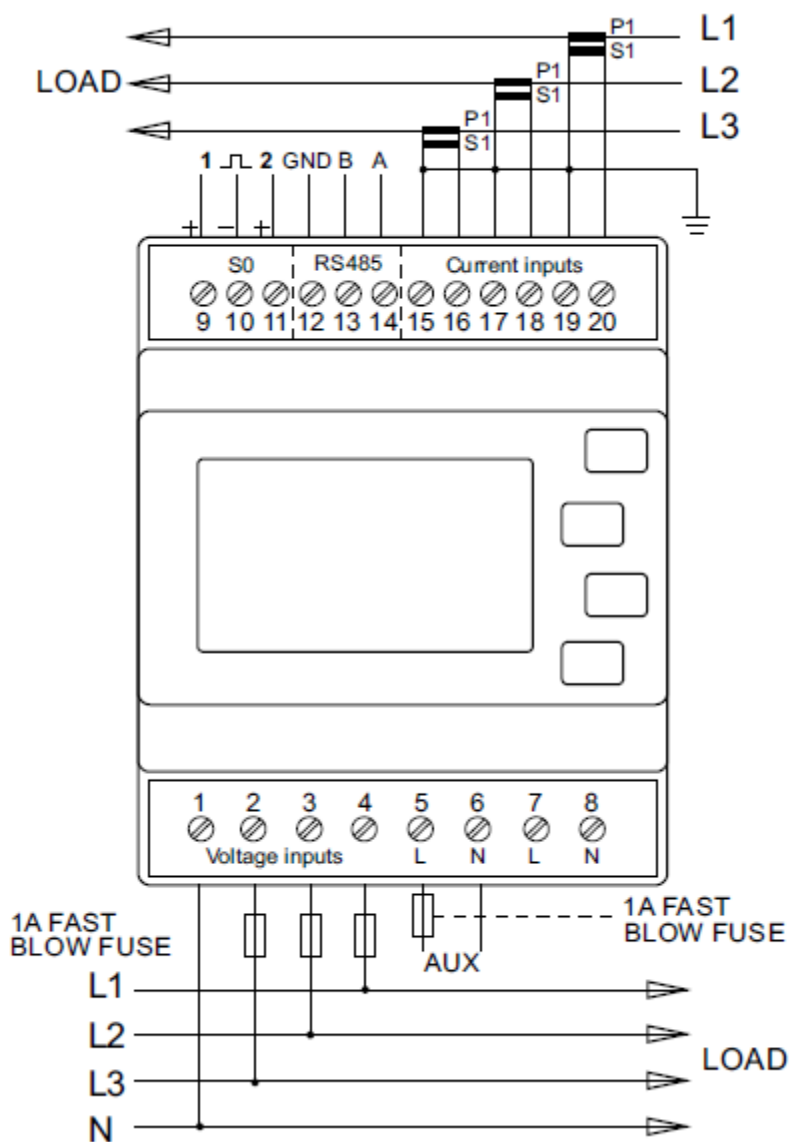 P1 L1
S1
LOAD P1 L2
S1
P1 L3
S1
1 2 GND B A
+ − +
S0 RS485 Current inputs
9 10 11 12 13 14 15 16 17 18 19 20
1 2 3 4 5 6 7 8
Voltage inputs L N L N
1A FAST
BLOW FUSE
1A FAST
BLOW FUSE
AUX
L1
L2
LOAD
L3
N